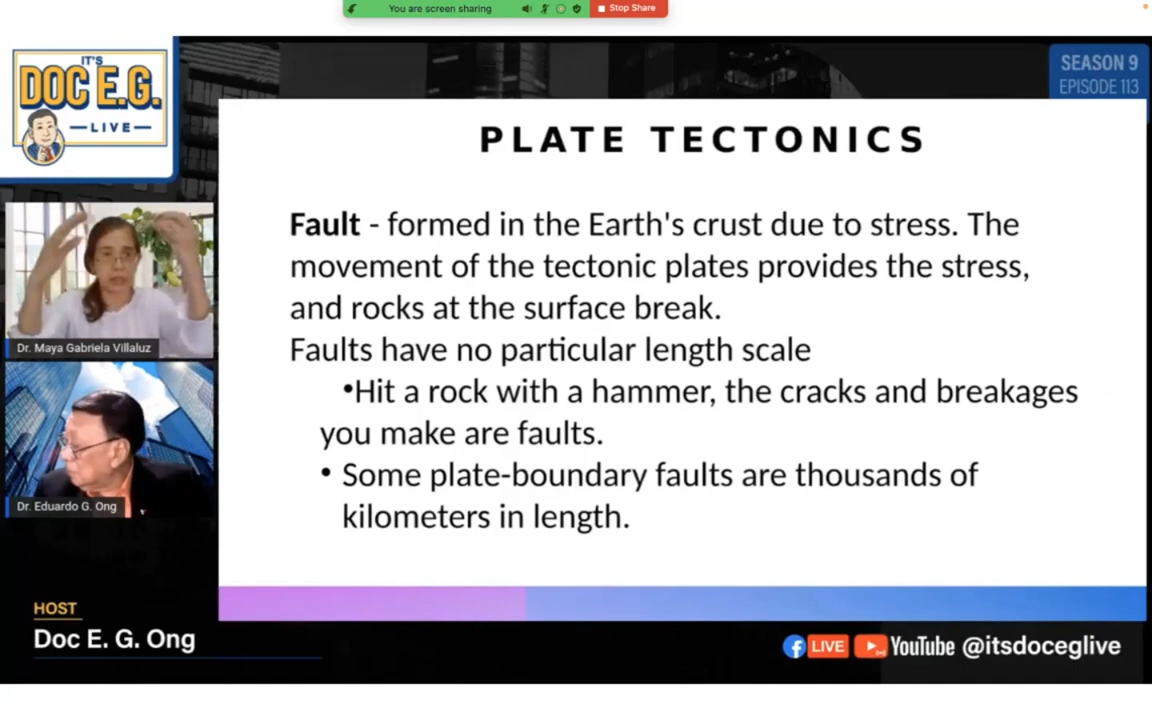 You are screen sharing
Stop Share
IT'S
DOC E.G.
LIVE
SEASON 9
EPISODE 113
PLATE TECTONICS
Fault - formed in the Earth's crust due to stress. The
movement of the tectonic plates provides the stress,
and rocks at the surface break.
Faults have no particular length scale
•Hit a rock with a hammer, the cracks and breakages
you make are faults.
• Some plate-boundary faults are thousands of
kilometers in length.
Dr. Maya Gabriela Villaluz
Dr. Eduardo G. Ong
HOST
Doc E. G. Ong
LIVE
YouTube @itsdoceglive